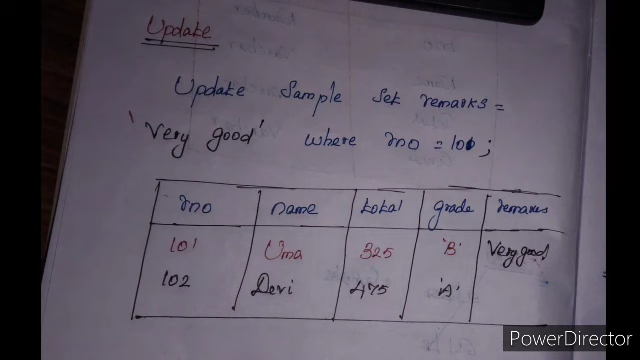 Update
Update Sample Set remarks =
'Very good' where rno = 101;
rno name total grade remarks
101 Uma 325 'B' Very good
102 Devi 475 'A'
PowerDirector